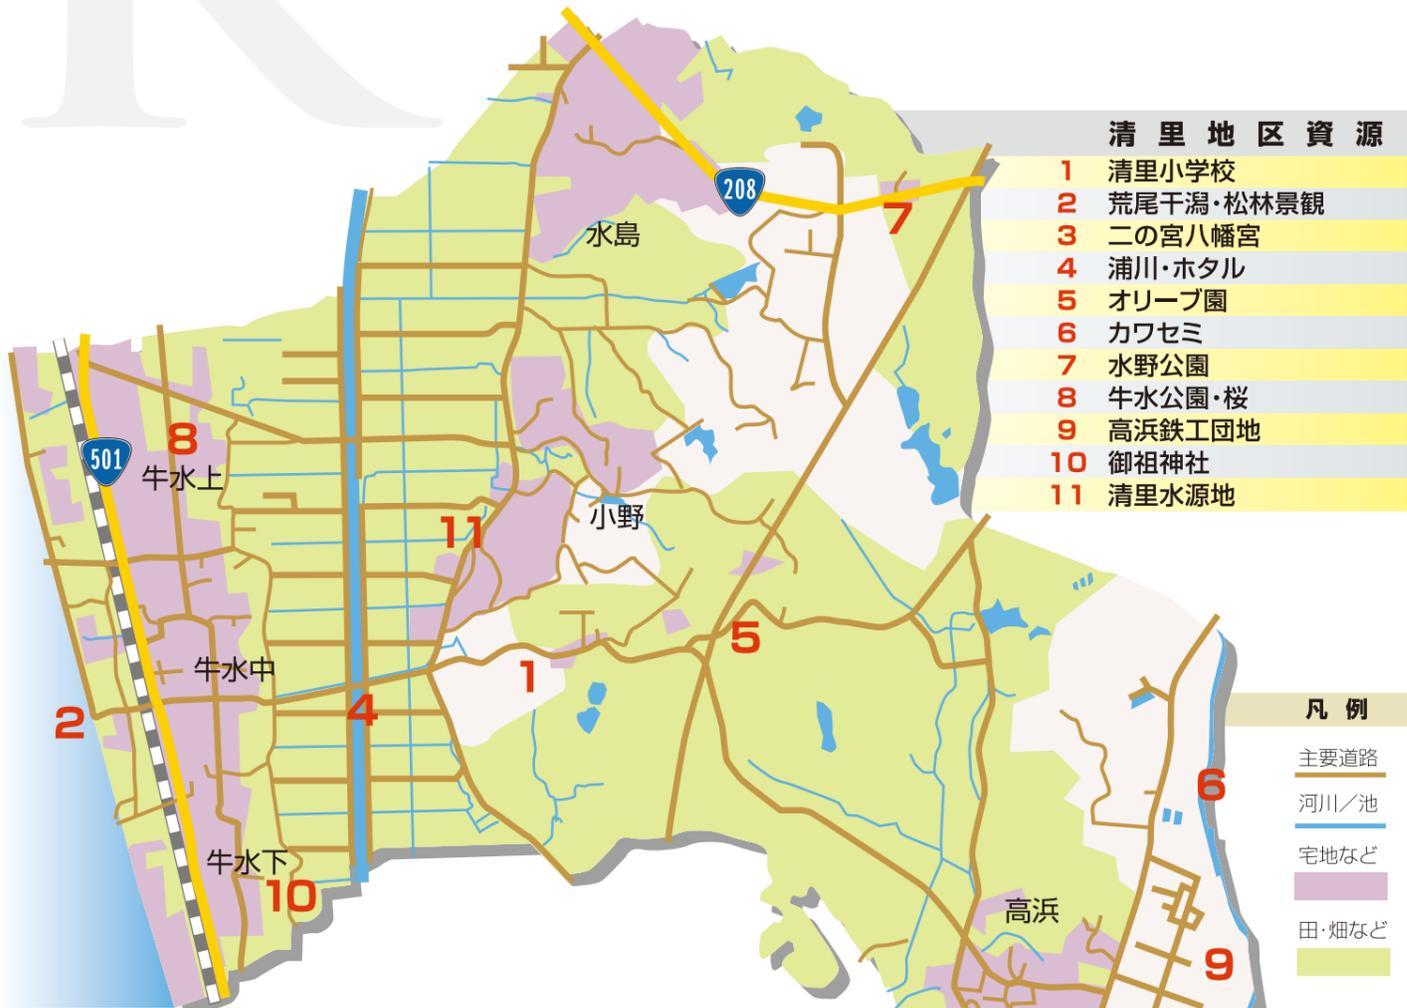 R
清里地区資源
1 清里小学校
2 荒尾干潟・松林景観
3 二の宮八幡宮
4 浦川・ホタル
5 オリーブ園
6 カワセミ
7 水野公園
8 牛水公園・桜
9 高浜鉄工団地
10 御祖神社
11 清里水源地
208
7
水島
8
501
牛水上
11
小野
5
牛水中
1
2
4
6
牛水下
10
高浜
9
凡例
主要道路
河川／池
宅地など
田・畑など